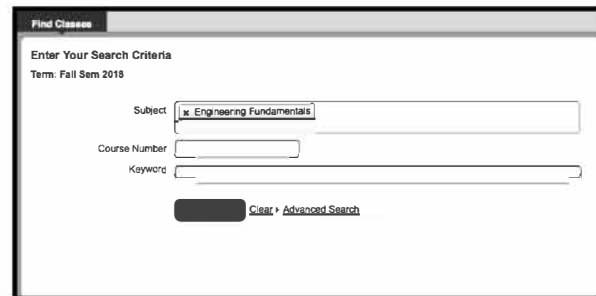 Find Classes
Enter Your Search Criteria
Term: Fall Sem 2018
Subject
× Engineering Fundamentals
Course Number
Keyword
Clear Advanced Search